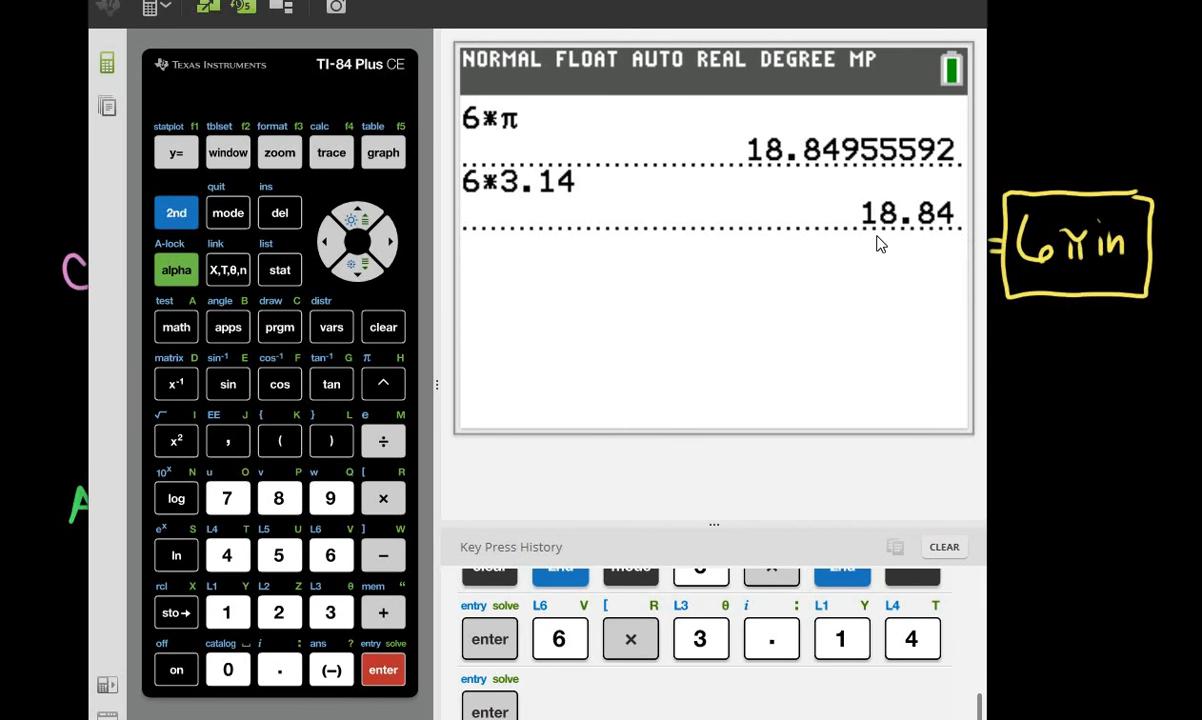 TEXAS INSTRUMENTS TI-84 Plus CE
statplot f1 tblset f2 format f3 calc f4 table f5
y= window zoom trace graph
quit ins
2nd mode del
A-lock link list
alpha X,T,θ,n stat
test A angle B draw C distr
math apps prgm vars clear
matrix D sin⁻¹ E cos⁻¹ F tan⁻¹ G π H
x⁻¹ sin cos tan ^
√ I EE J { K } L e M
x² , ( ) ÷
10ˣ N u O v P w Q [ R
log 7 8 9 ×
eˣ S L4 T L5 U L6 V ] W
ln 4 5 6 −
rcl X L1 Y L2 Z L3 θ mem “
sto→ 1 2 3 +
off catalog ⎵ i : ans ? entry solve
on 0 . (−) enter
NORMAL FLOAT AUTO REAL DEGREE MP
6*π
18.84955592
6*3.14
18.84
Key Press History CLEAR
entry solve L6 V [ R L3 θ i : L1 Y L4 T
enter 6 × 3 . 1 4
entry solve
enter
C
= 6π in
A